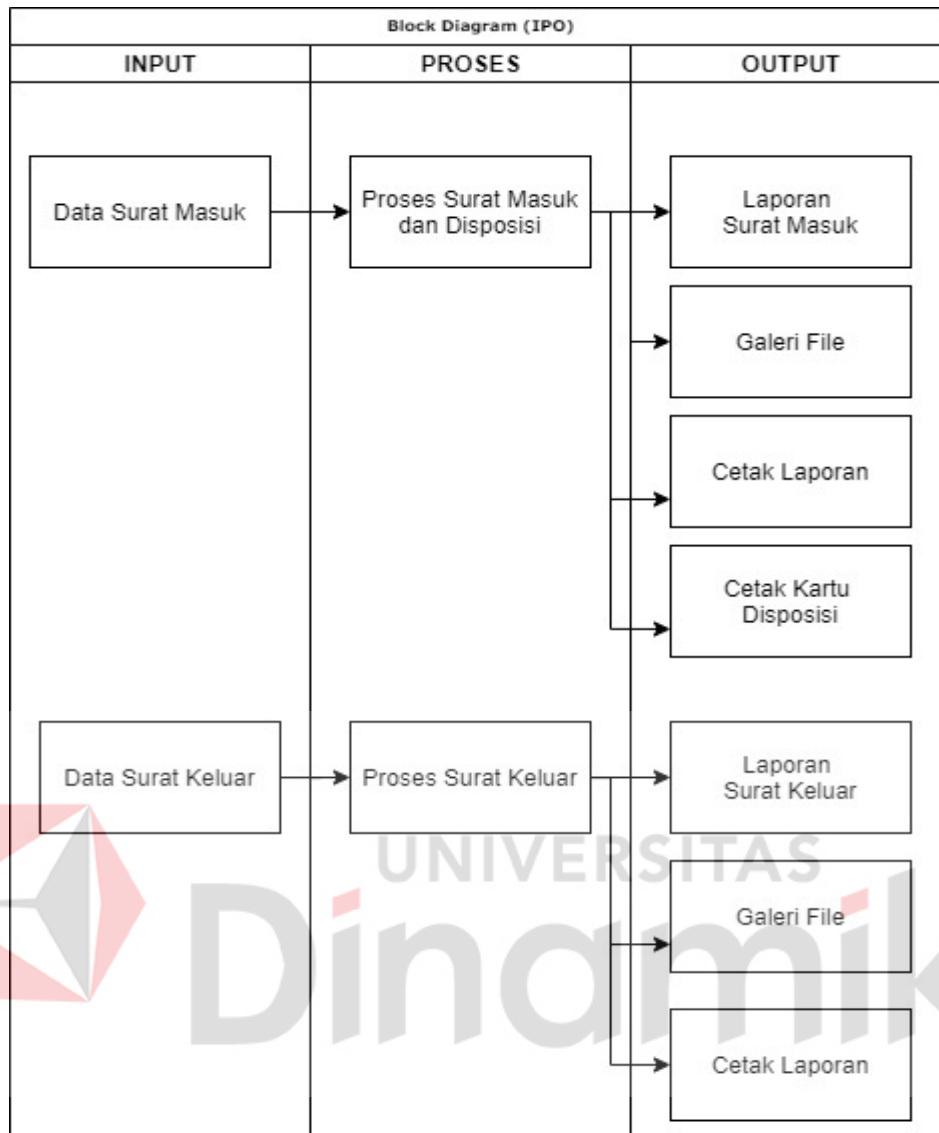 Block Diagram (IPO)
INPUT
PROSES
OUTPUT
Data Surat Masuk
Proses Surat Masuk
dan Disposisi
Laporan
Surat Masuk
Galeri File
Cetak Laporan
Cetak Kartu
Disposisi
Data Surat Keluar
Proses Surat Keluar
Laporan
Surat Keluar
Galeri File
Cetak Laporan
UNIVERSITAS
Dinamik